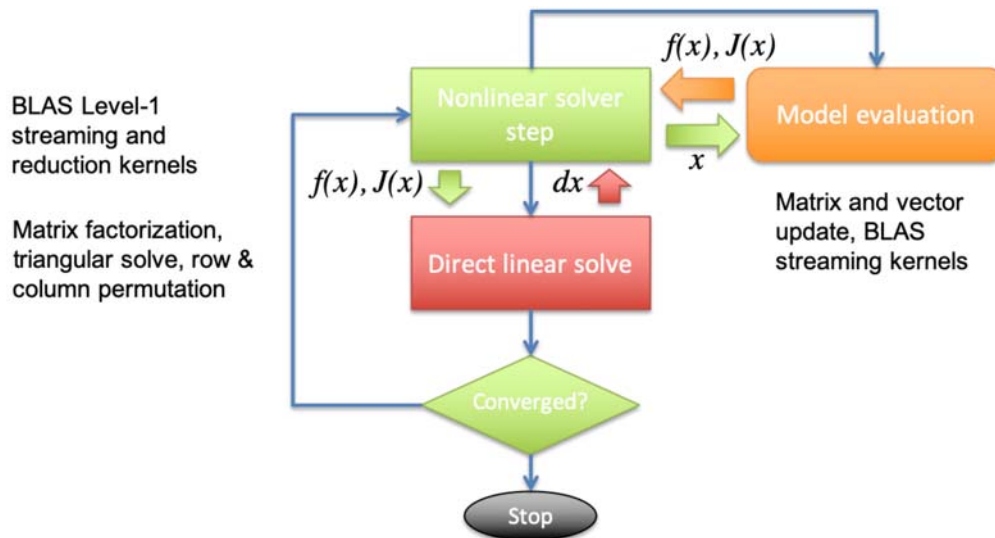 BLAS Level-1
streaming and
reduction kernels
Matrix factorization,
triangular solve, row &
column permutation
f(x), J(x)
Nonlinear solver
step
Model evaluation
x
f(x), J(x)
dx
Matrix and vector
update, BLAS
streaming kernels
Direct linear solve
Converged?
Stop